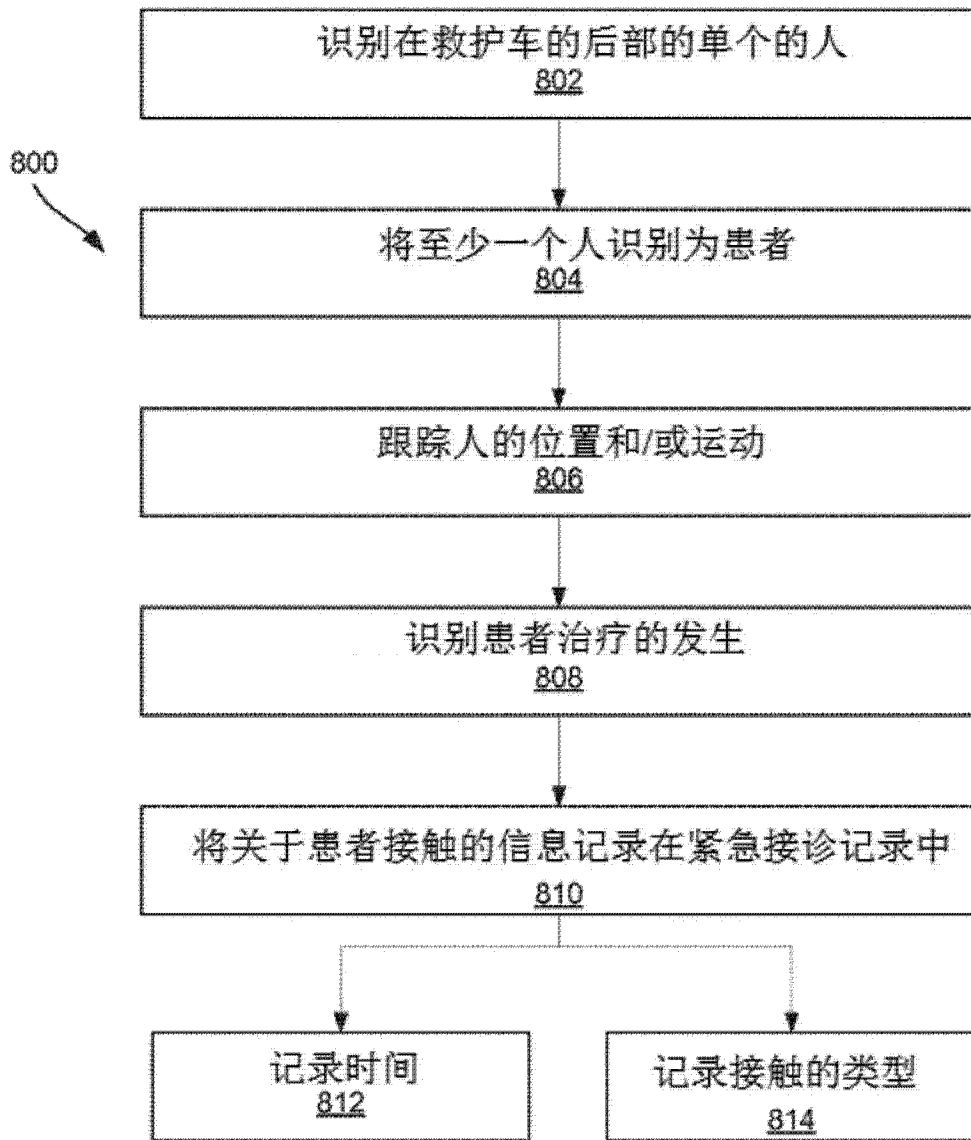 识别在救护车的后部的单个的人
802
800
将至少一个人识别为患者
804
跟踪人的位置和/或运动
806
识别患者治疗的发生
808
将关于患者接触的信息记录在紧急接诊记录中
810
记录时间
812
记录接触的类型
814